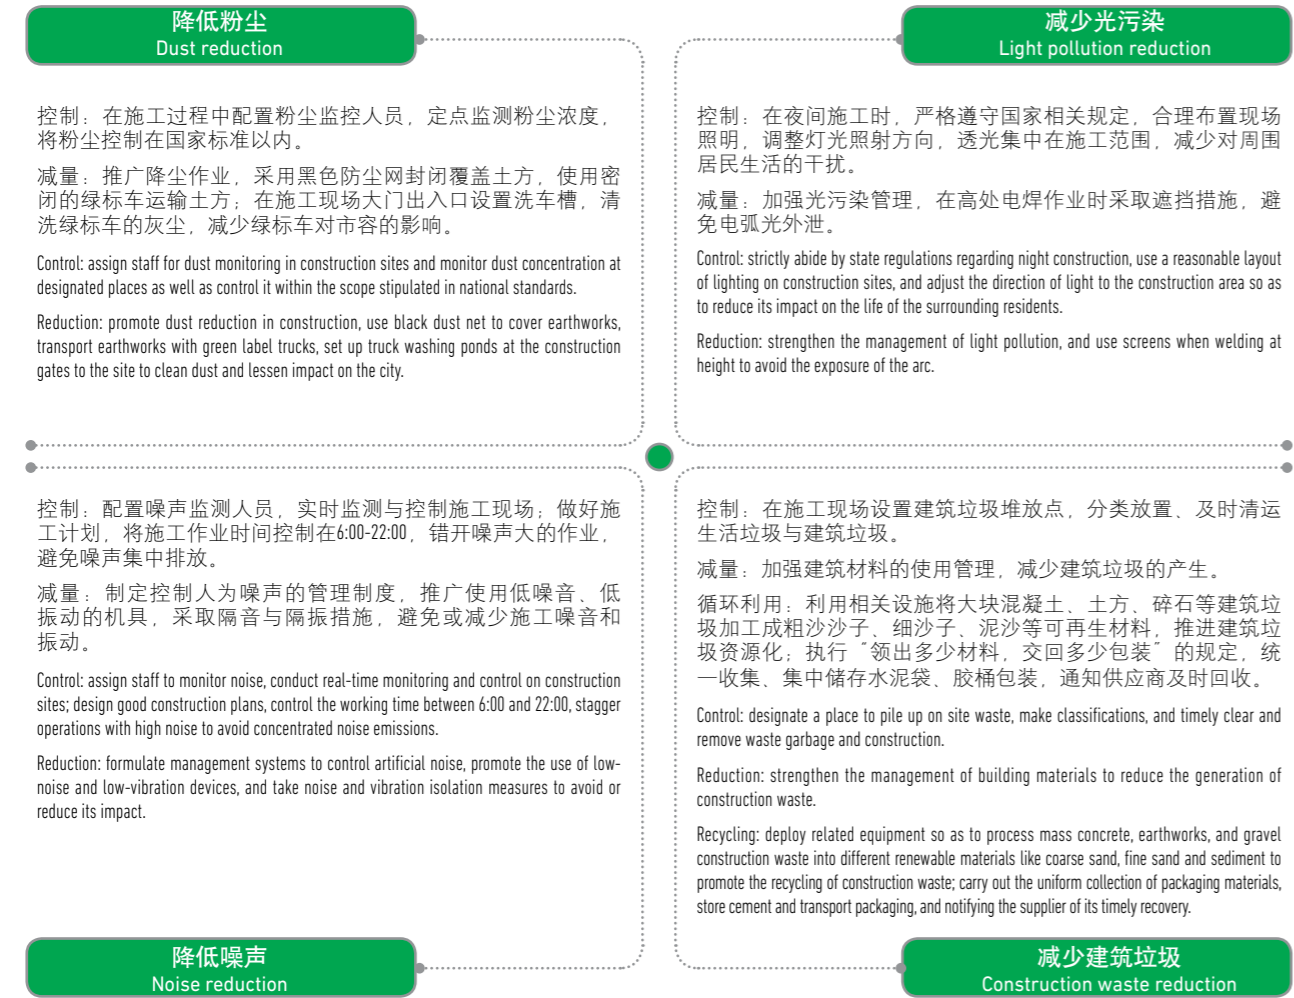 降低粉尘
Dust reduction
控制：在施工过程中配置粉尘监控人员，定点监测粉尘浓度，
将粉尘控制在国家标准以内。
减量：推广降尘作业，采用黑色防尘网封闭覆盖土方，使用密
闭的绿标车运输土方；在施工现场大门出入口设置洗车槽，清
洗绿标车的灰尘，减少绿标车对市容的影响。
Control: assign staff for dust monitoring in construction sites and monitor dust concentration at
designated places as well as control it within the scope stipulated in national standards.
Reduction: promote dust reduction in construction, use black dust net to cover earthworks,
transport earthworks with green label trucks, set up truck washing ponds at the construction
gates to the site to clean dust and lessen impact on the city.
减少光污染
Light pollution reduction
控制：在夜间施工时，严格遵守国家相关规定，合理布置现场
照明，调整灯光照射方向，透光集中在施工范围，减少对周围
居民生活的干扰。
减量：加强光污染管理，在高处电焊作业时采取遮挡措施，避
免电弧光外泄。
Control: strictly abide by state regulations regarding night construction, use a reasonable layout
of lighting on construction sites, and adjust the direction of light to the construction area so as
to reduce its impact on the life of the surrounding residents.
Reduction: strengthen the management of light pollution, and use screens when welding at
height to avoid the exposure of the arc.
控制：配置噪声监测人员，实时监测与控制施工现场；做好施
工计划，将施工作业时间控制在6:00-22:00，错开噪声大的作业，
避免噪声集中排放。
减量：制定控制人为噪声的管理制度，推广使用低噪音、低
振动的机具，采取隔音与隔振措施，避免或减少施工噪音和
振动。
Control: assign staff to monitor noise, conduct real-time monitoring and control on construction
sites; design good construction plans, control the working time between 6:00 and 22:00, stagger
operations with high noise to avoid concentrated noise emissions.
Reduction: formulate management systems to control artificial noise, promote the use of low-
noise and low-vibration devices, and take noise and vibration isolation measures to avoid or
reduce its impact.
降低噪声
Noise reduction
控制：在施工现场设置建筑垃圾堆放点，分类放置、及时清运
生活垃圾与建筑垃圾。
减量：加强建筑材料的使用管理，减少建筑垃圾的产生。
循环利用：利用相关设施将大块混凝土、土方、碎石等建筑垃
圾加工成粗沙沙子、细沙子、泥沙等可再生材料，推进建筑垃
圾资源化；执行“领出多少材料，交回多少包装”的规定，统
一收集、集中储存水泥袋、胶桶包装，通知供应商及时回收。
Control: designate a place to pile up on site waste, make classifications, and timely clear and
remove waste garbage and construction.
Reduction: strengthen the management of building materials to reduce the generation of
construction waste.
Recycling: deploy related equipment so as to process mass concrete, earthworks, and gravel
construction waste into different renewable materials like coarse sand, fine sand and sediment to
promote the recycling of construction waste; carry out the uniform collection of packaging materials,
store cement and transport packaging, and notifying the supplier of its timely recovery.
减少建筑垃圾
Construction waste reduction